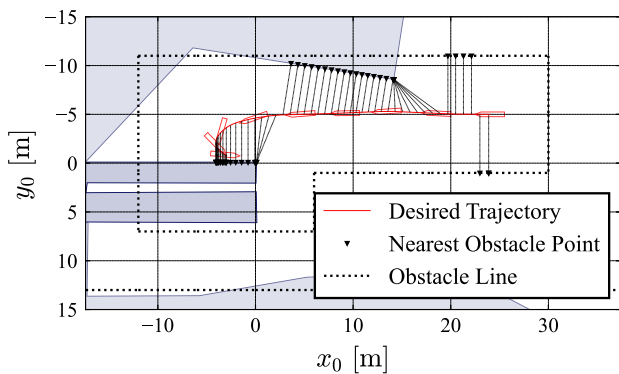 −15
−10
−5
0
5
10
15
y₀ [m]
−10
0
10
20
30
x₀ [m]
Desired Trajectory
Nearest Obstacle Point
Obstacle Line